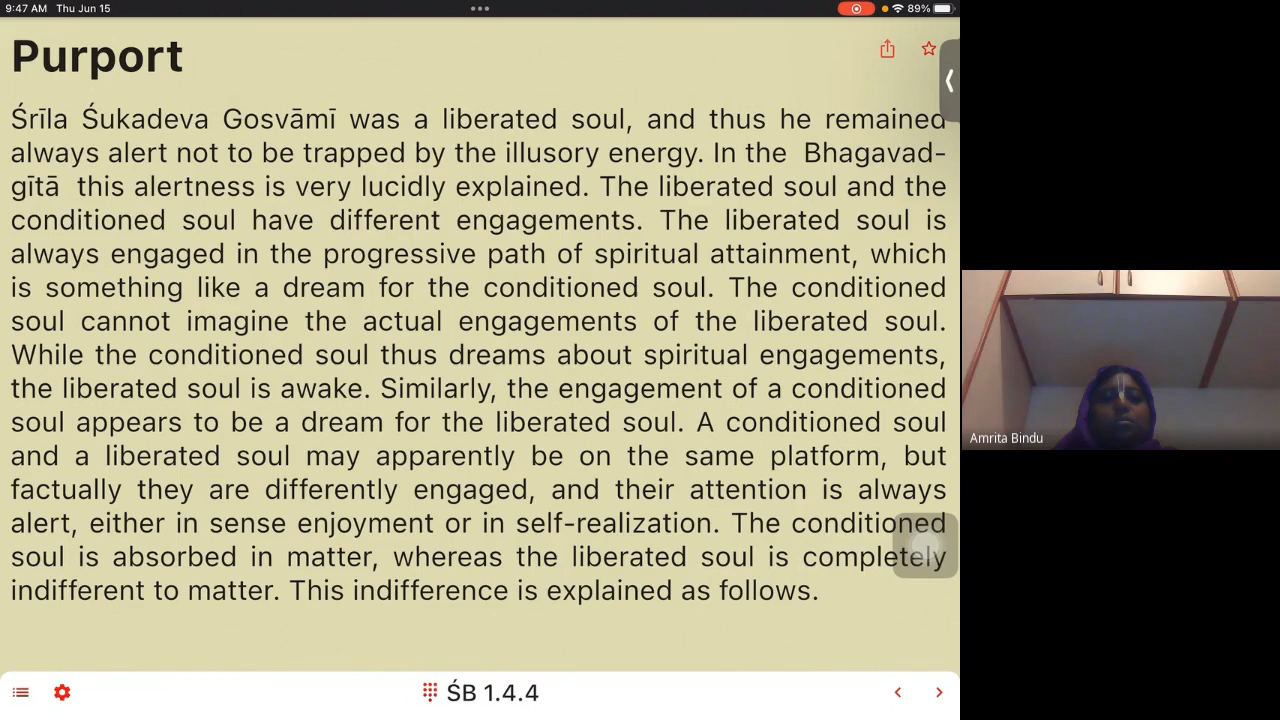 9:47 AM Thu Jun 15
89%
Purport
Śrīla Śukadeva Gosvāmī was a liberated soul, and thus he remained
always alert not to be trapped by the illusory energy. In the Bhagavad-
gītā this alertness is very lucidly explained. The liberated soul and the
conditioned soul have different engagements. The liberated soul is
always engaged in the progressive path of spiritual attainment, which
is something like a dream for the conditioned soul. The conditioned
soul cannot imagine the actual engagements of the liberated soul.
While the conditioned soul thus dreams about spiritual engagements,
the liberated soul is awake. Similarly, the engagement of a conditioned
soul appears to be a dream for the liberated soul. A conditioned soul
and a liberated soul may apparently be on the same platform, but
factually they are differently engaged, and their attention is always
alert, either in sense enjoyment or in self-realization. The conditioned
soul is absorbed in matter, whereas the liberated soul is completely
indifferent to matter. This indifference is explained as follows.
ŚB 1.4.4
Amrita Bindu